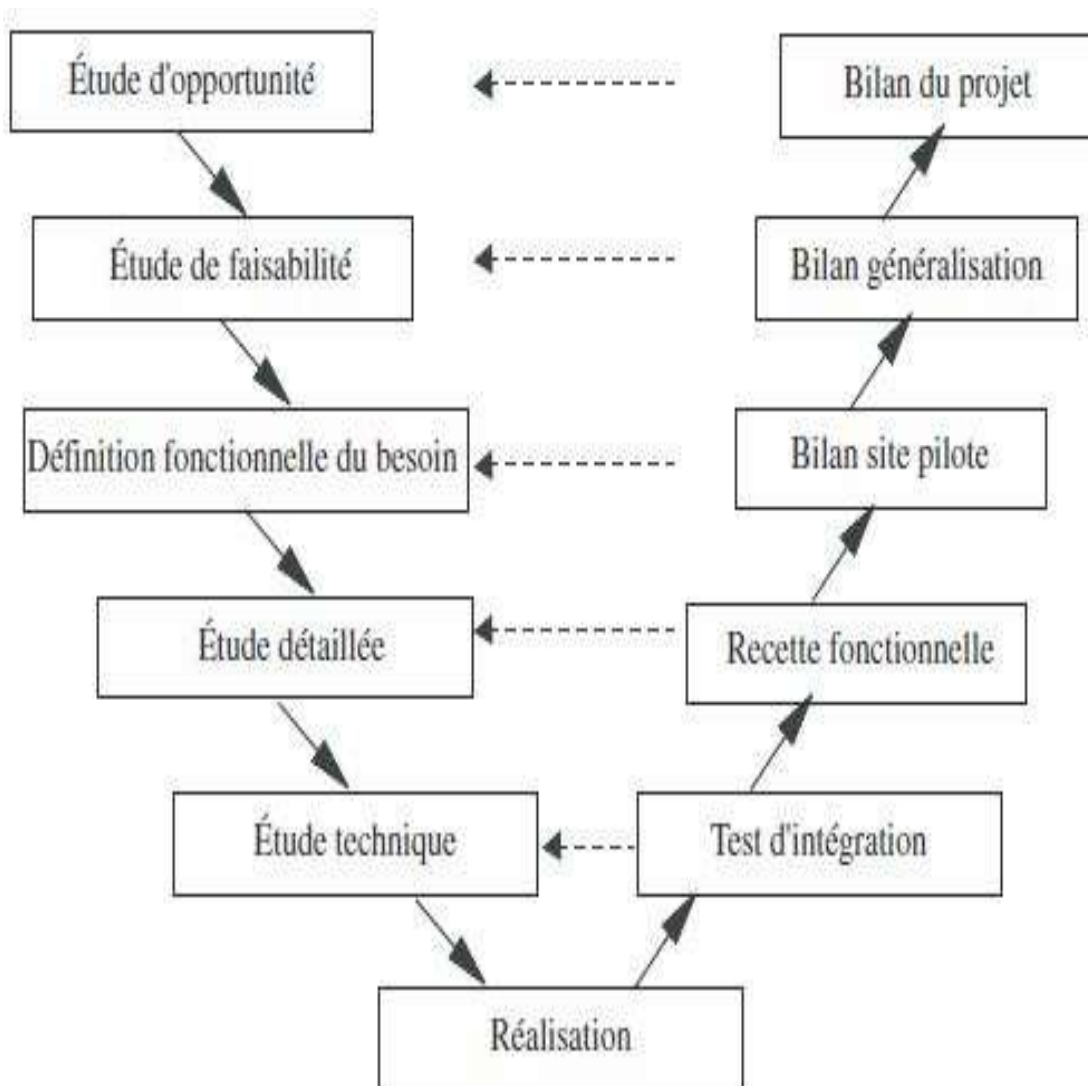 Étude d'opportunité
Bilan du projet
Étude de faisabilité
Bilan généralisation
Définition fonctionnelle du besoin
Bilan site pilote
Étude détaillée
Recette fonctionnelle
Étude technique
Test d'intégration
Réalisation